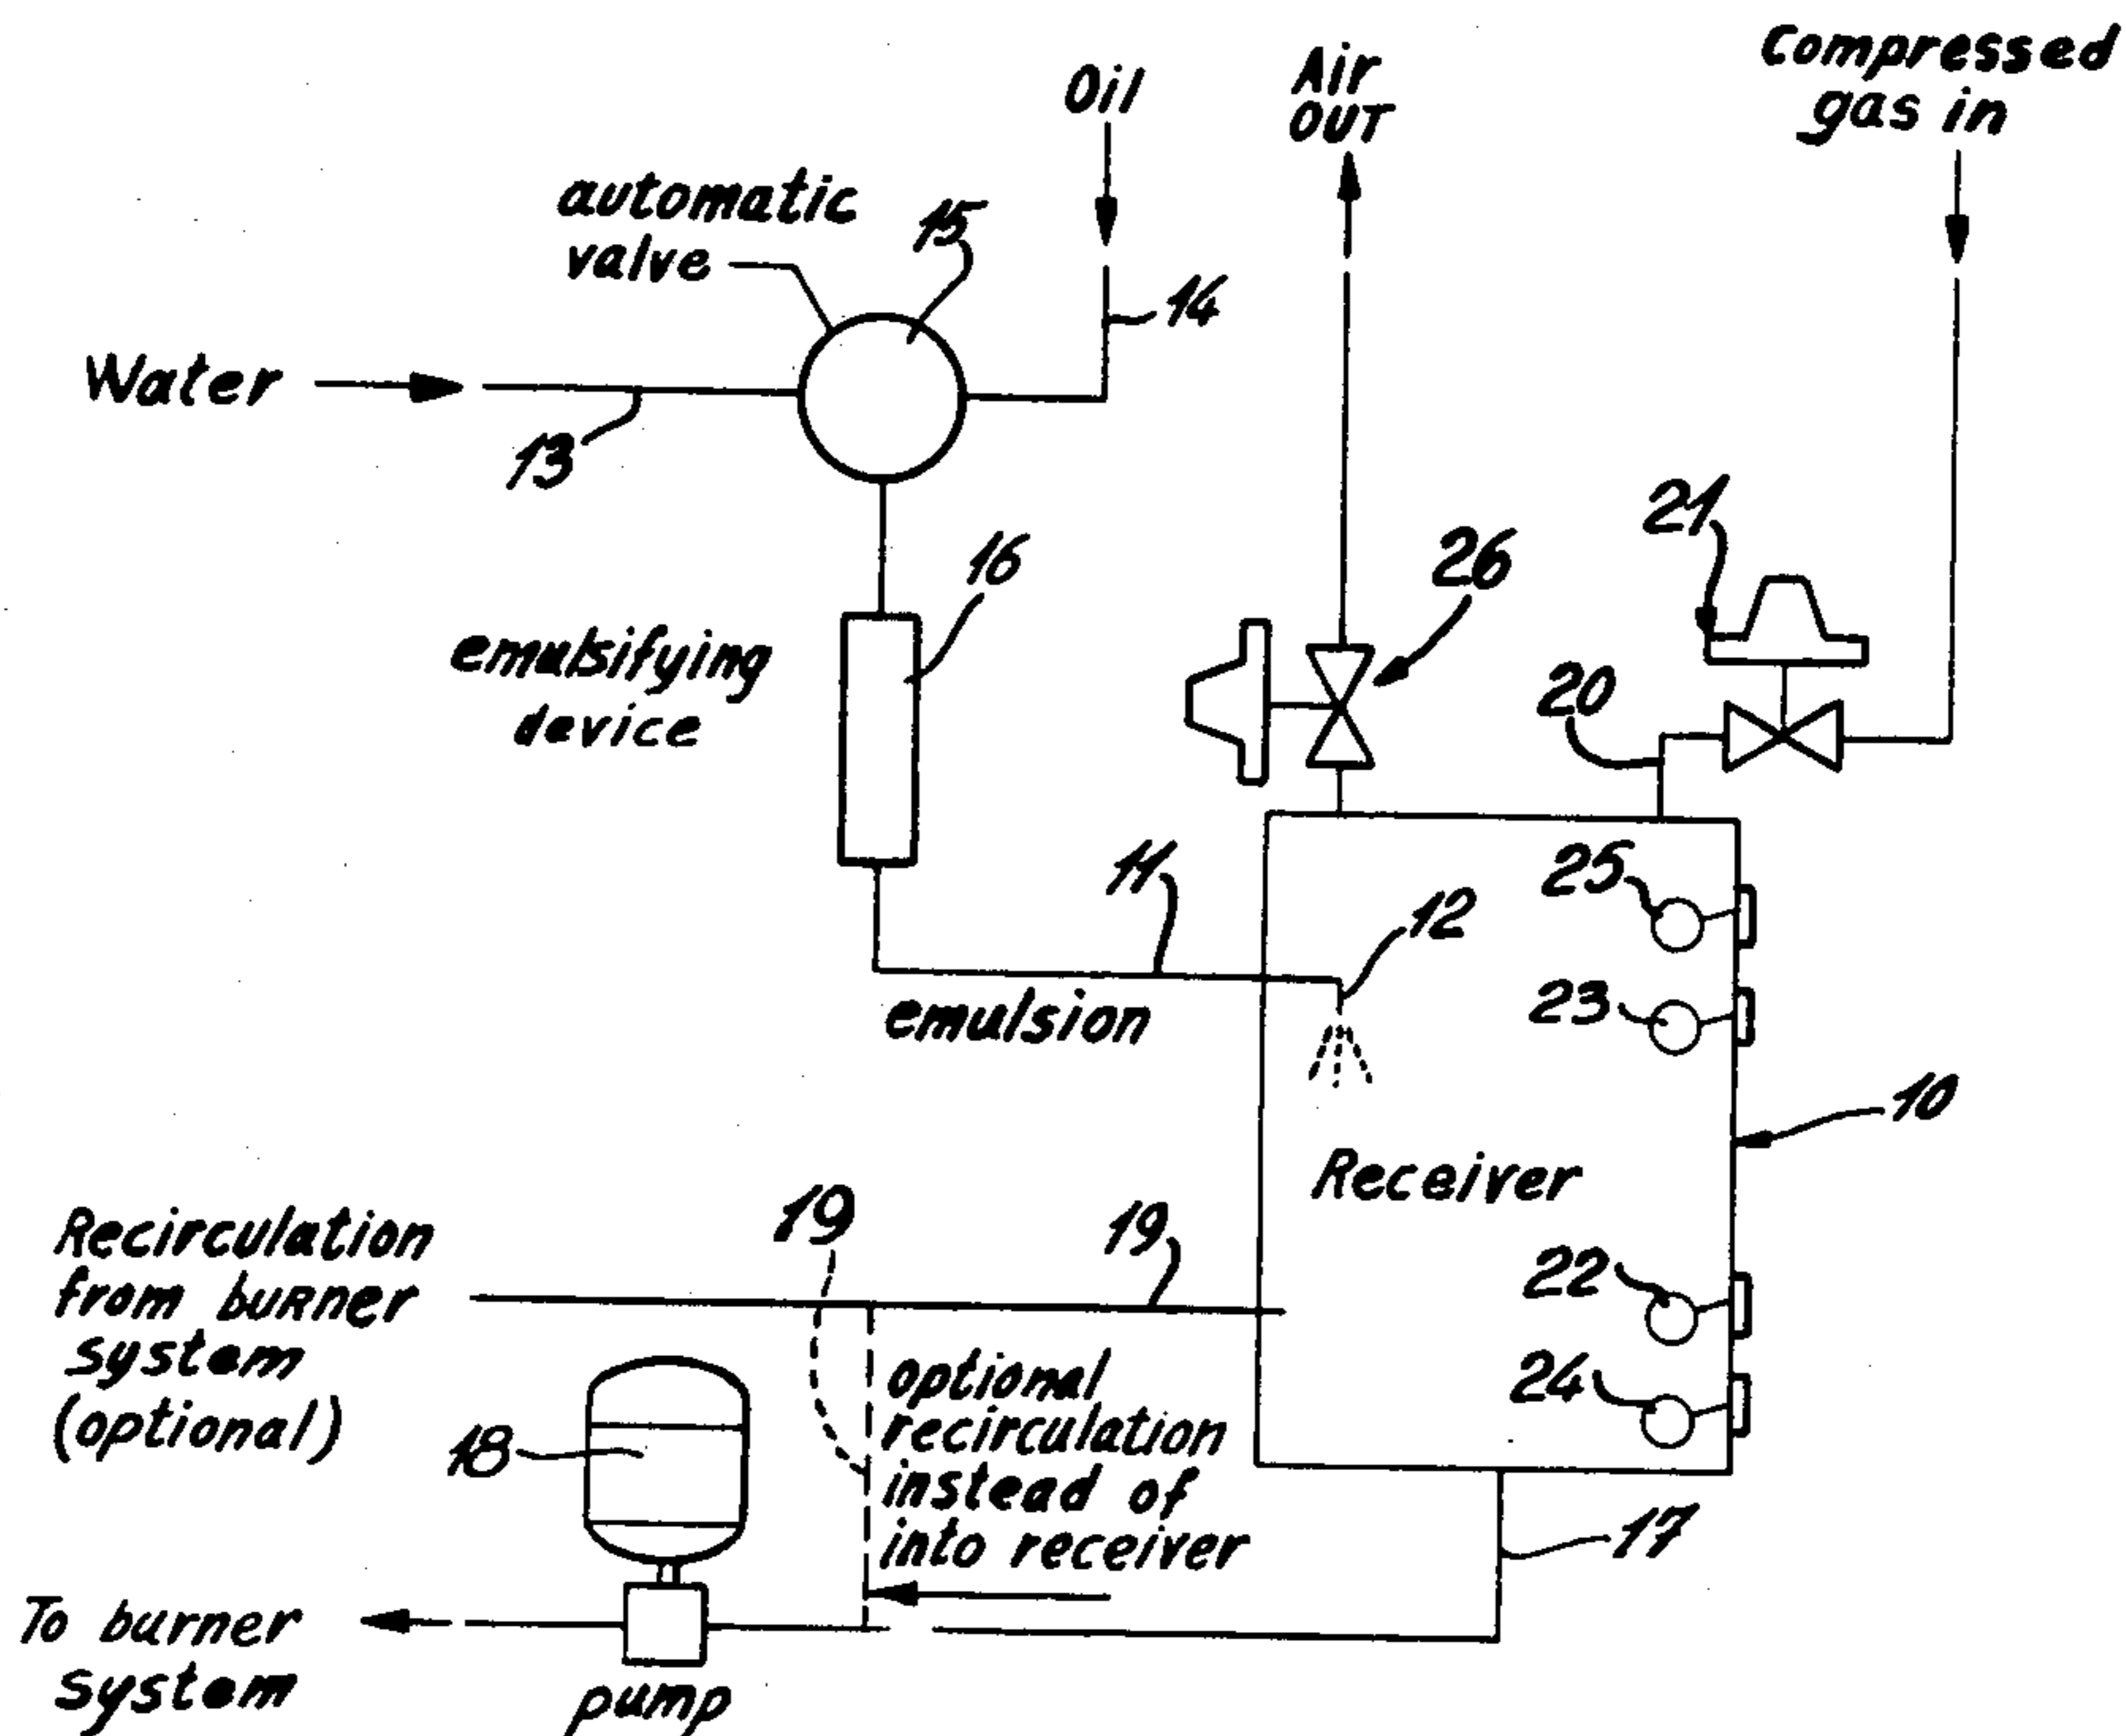 Compressed
gas in
Air
OUT
Oil
automatic
valve
15
14
Water
13
21
26
16
20
emulsifying
device
25
11
12
23
emulsion
10
Receiver
19
19
Recirculation
from burner
system
(optional)
22
24
optional
recirculation
instead of
into receiver
18
17
To burner
system
pump